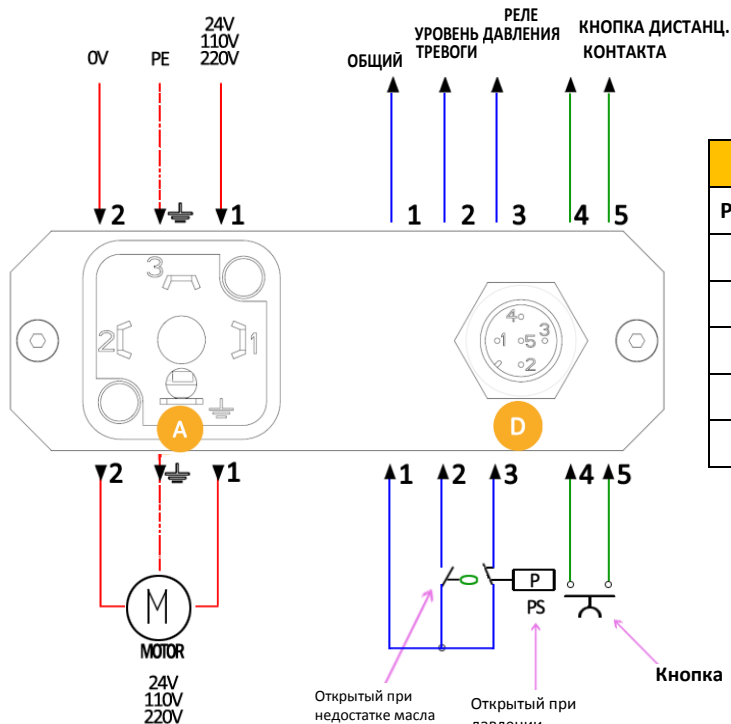 24V
110V
220V
0V
PE
ОБЩИЙ
УРОВЕНЬ
ТРЕВОГИ
РЕЛЕ
ДАВЛЕНИЯ
КНОПКА ДИСТАНЦ.
КОНТАКТА
2
1
1
2
3
4
5
3
2
1
A
4
3
1
5
2
D
P
2
1
1
2
3
4
5
M
MOTOR
24V
110V
220V
P
PS
Кнопка
Открытый при
недостатке масла
Открытый при